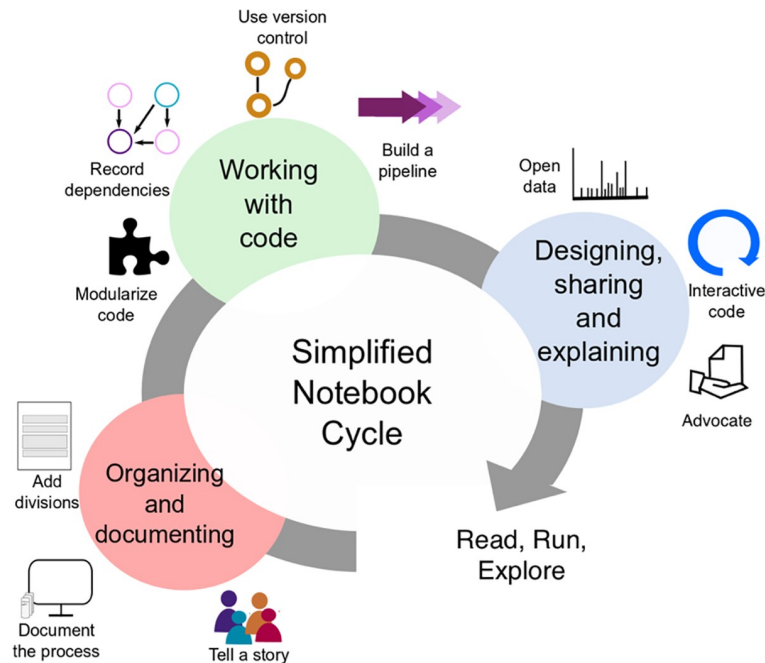 Use version
control
Build a
pipeline
Record
dependencies
Modularize
code
Working
with
code
Open
data
Designing,
sharing
and
explaining
Interactive
code
Advocate
Simplified
Notebook
Cycle
Add
divisions
Organizing
and
documenting
Document
the process
Tell a story
Read, Run,
Explore